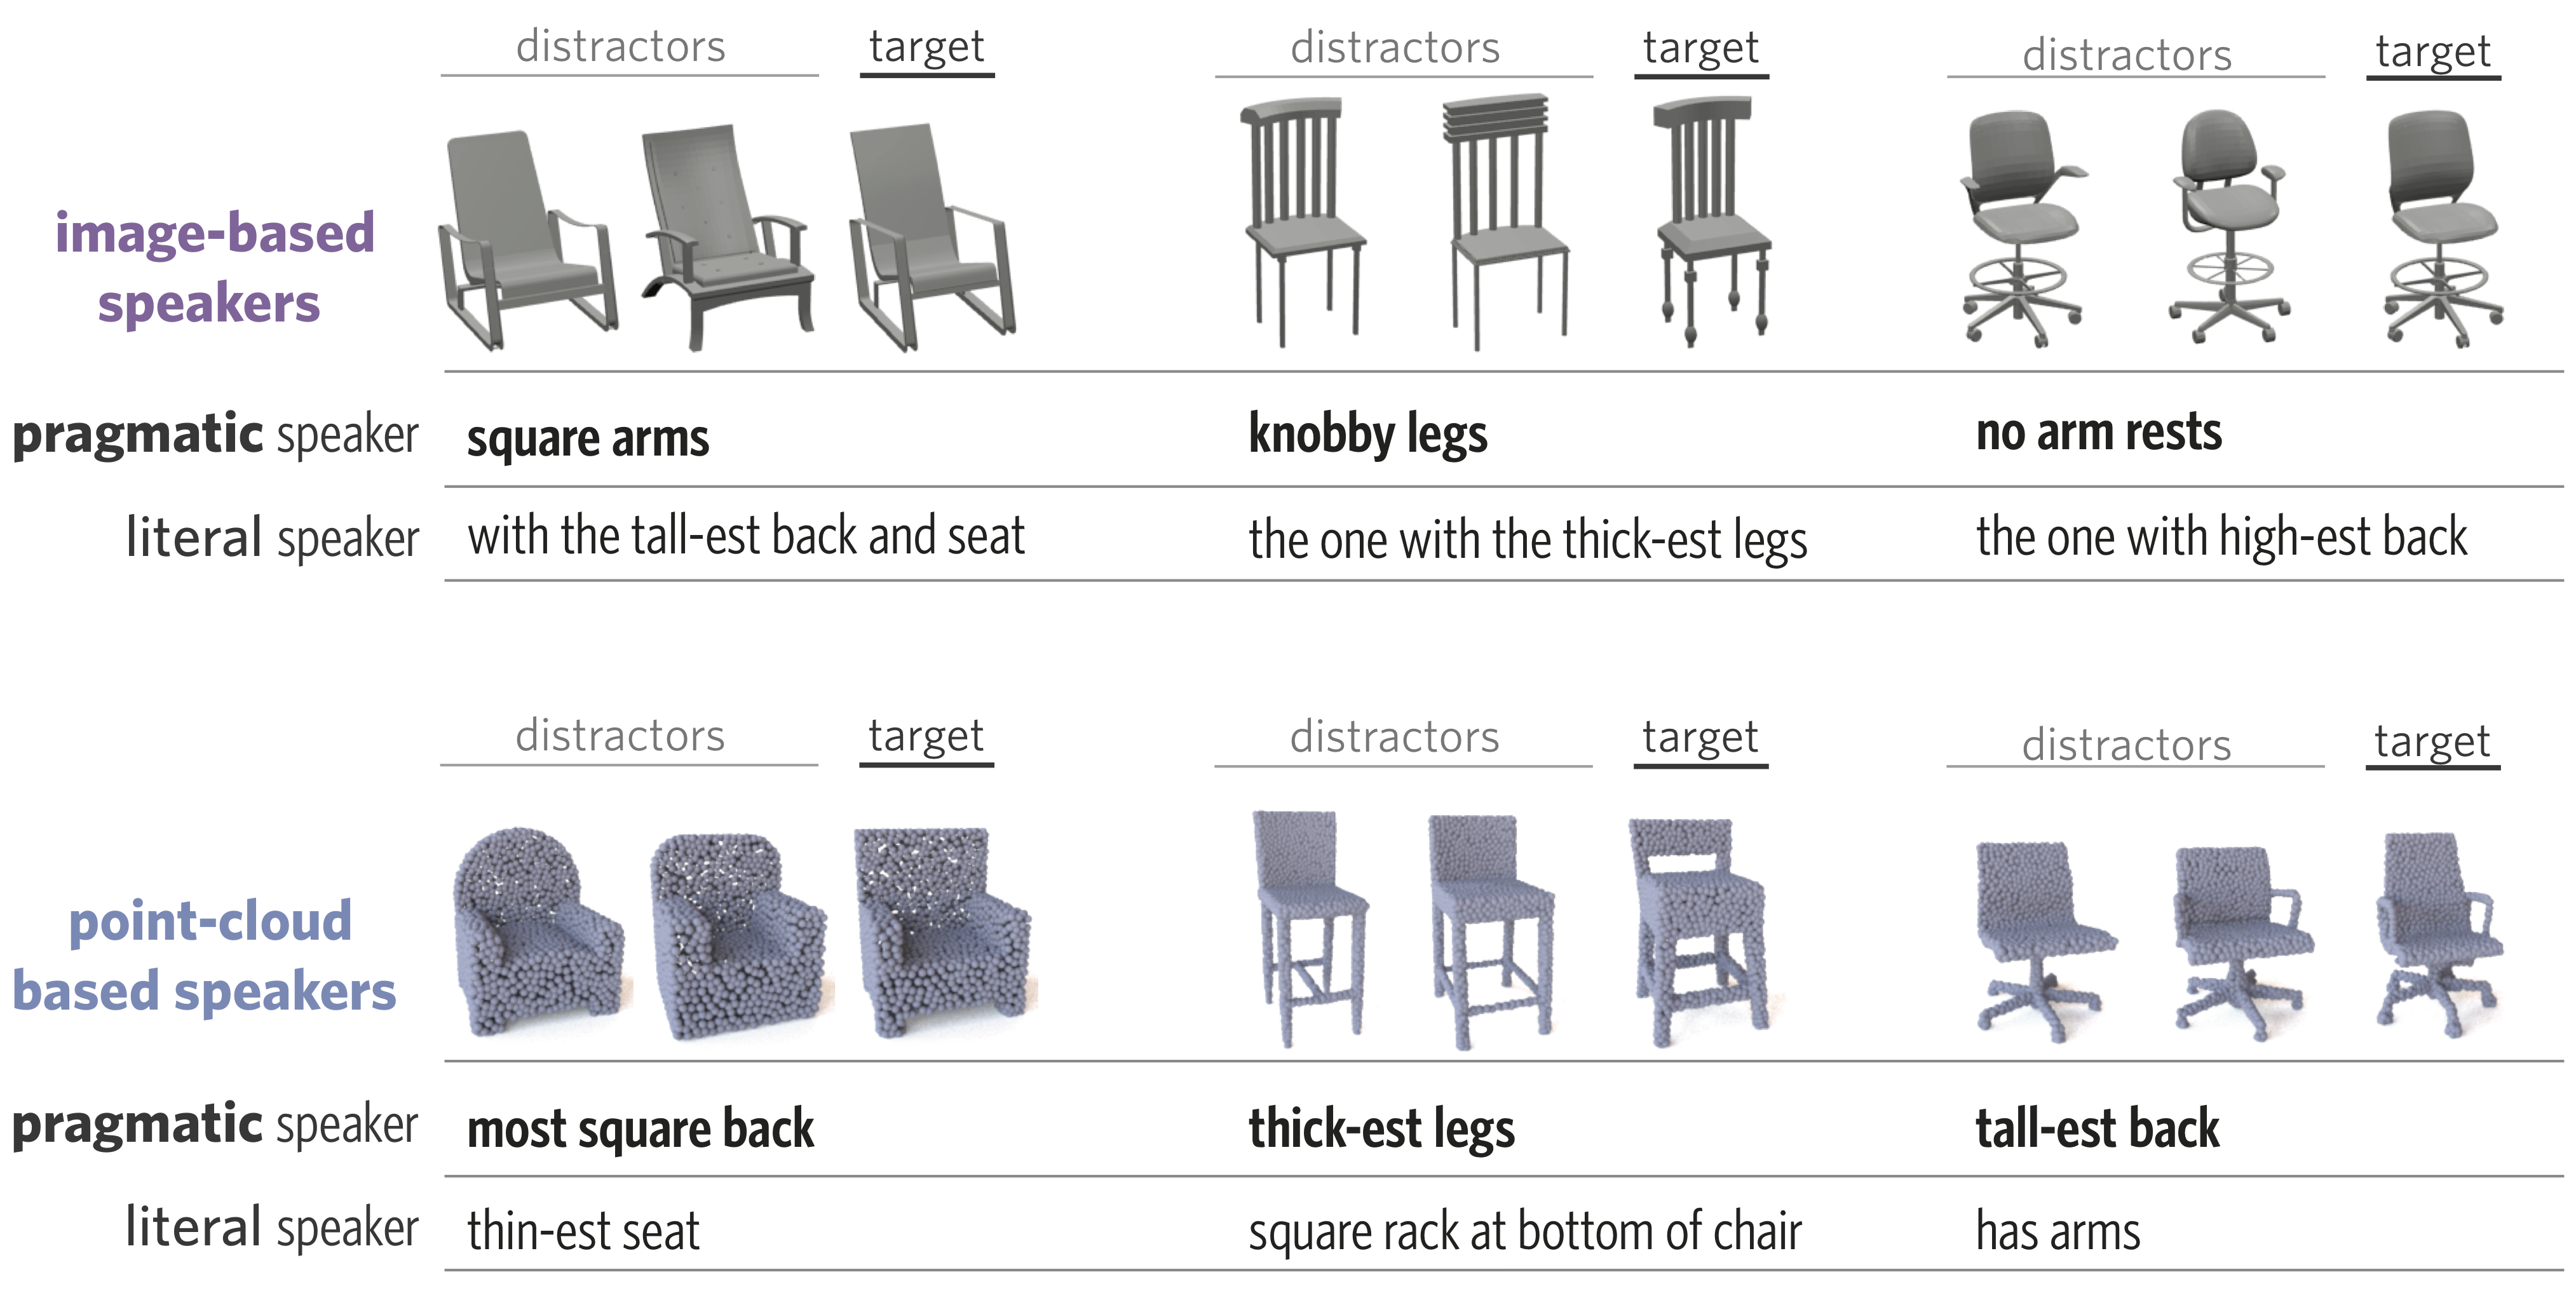 distractors target distractors target distractors target
image-based
speakers
pragmatic speaker square arms knobby legs no arm rests
literal speaker with the tall-est back and seat the one with the thick-est legs the one with high-est back
distractors target distractors target distractors target
point-cloud
based speakers
pragmatic speaker most square back thick-est legs tall-est back
literal speaker thin-est seat square rack at bottom of chair has arms